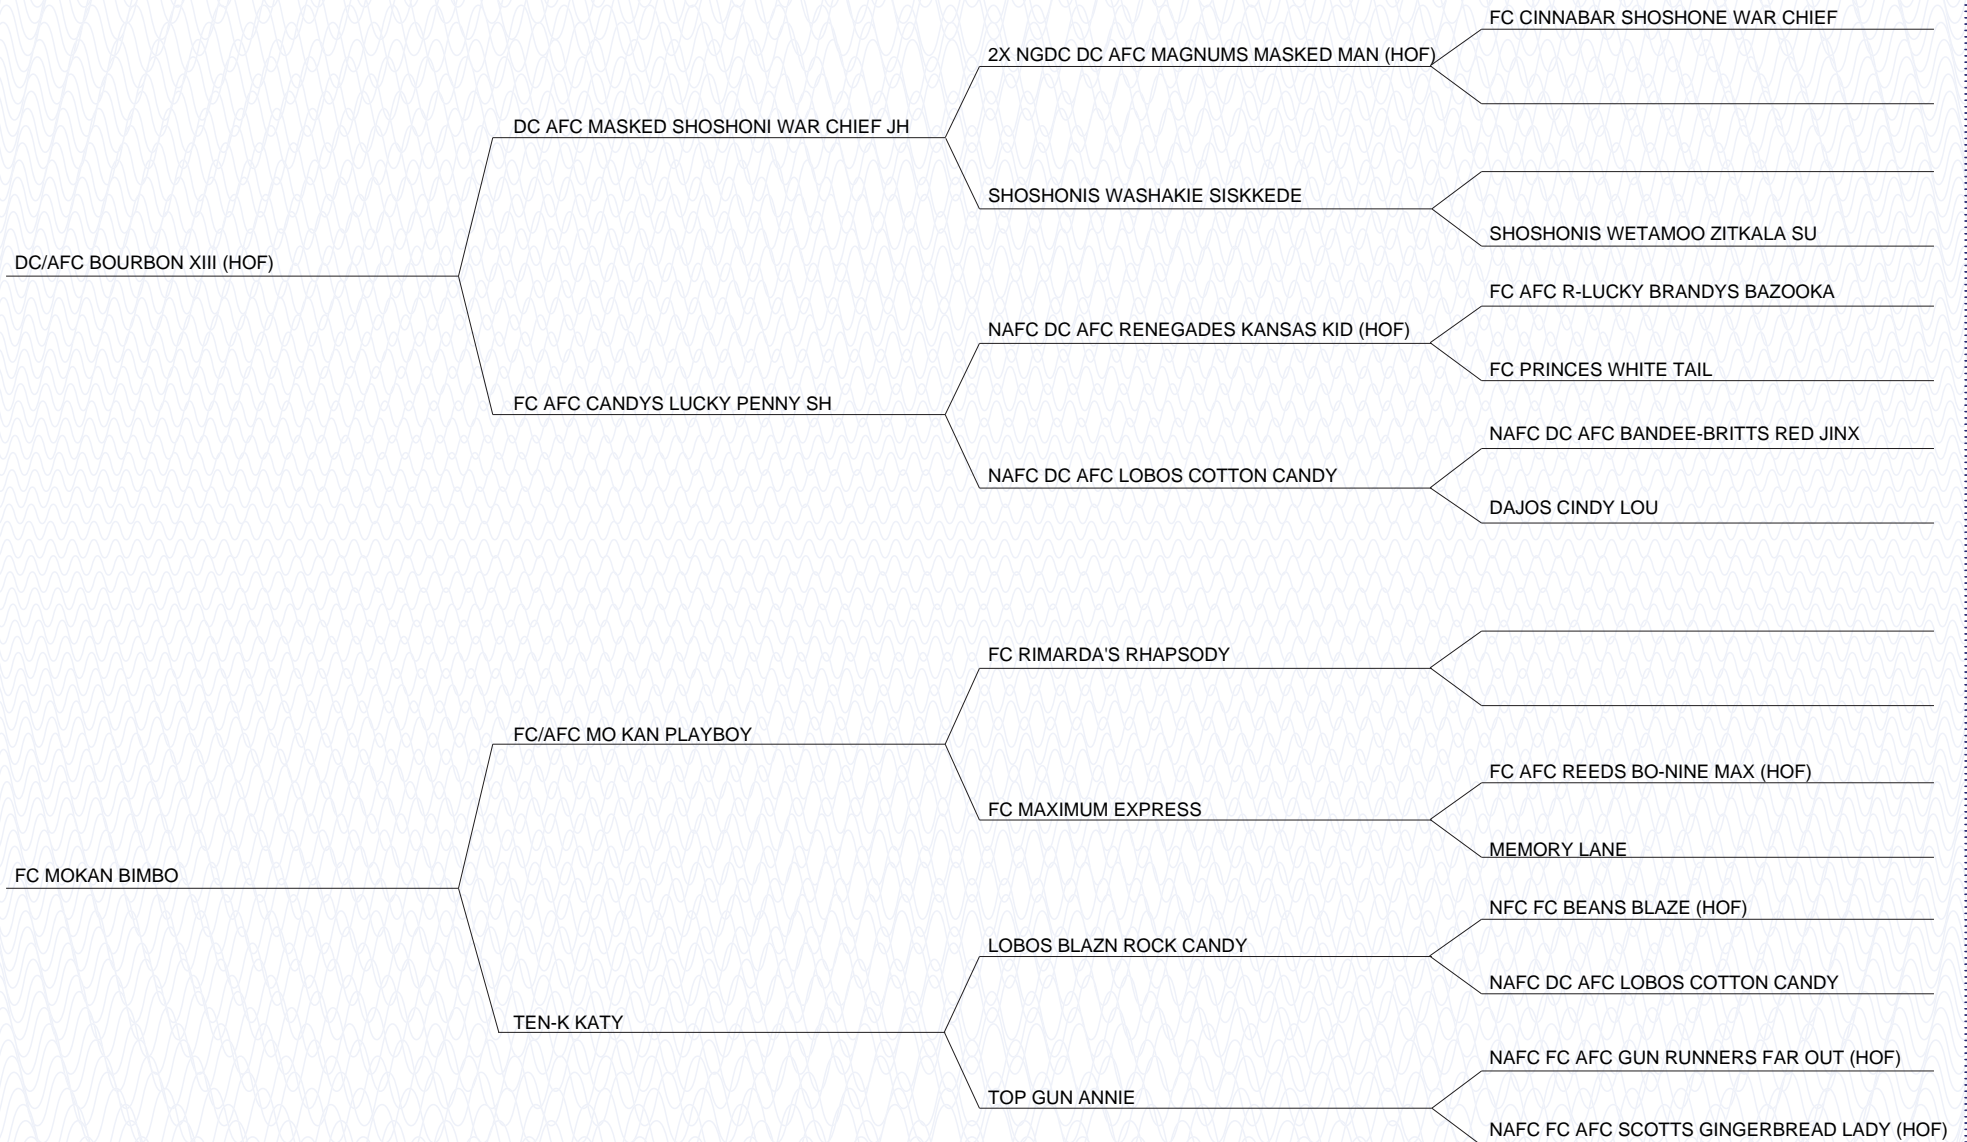 FC CINNABAR SHOSHONE WAR CHIEF
2X NGDC DC AFC MAGNUMS MASKED MAN (HOF)
DC AFC MASKED SHOSHONI WAR CHIEF JH
SHOSHONIS WASHAKIE SISKKEDE
SHOSHONIS WETAMOO ZITKALA SU
DC/AFC BOURBON XIII (HOF)
FC AFC R-LUCKY BRANDYS BAZOOKA
NAFC DC AFC RENEGADES KANSAS KID (HOF)
FC PRINCES WHITE TAIL
FC AFC CANDYS LUCKY PENNY SH
NAFC DC AFC BANDEE-BRITTS RED JINX
NAFC DC AFC LOBOS COTTON CANDY
DAJOS CINDY LOU
FC RIMARDA'S RHAPSODY
FC/AFC MO KAN PLAYBOY
FC AFC REEDS BO-NINE MAX (HOF)
FC MAXIMUM EXPRESS
MEMORY LANE
FC MOKAN BIMBO
NFC FC BEANS BLAZE (HOF)
LOBOS BLAZN ROCK CANDY
NAFC DC AFC LOBOS COTTON CANDY
TEN-K KATY
NAFC FC AFC GUN RUNNERS FAR OUT (HOF)
TOP GUN ANNIE
NAFC FC AFC SCOTTS GINGERBREAD LADY (HOF)